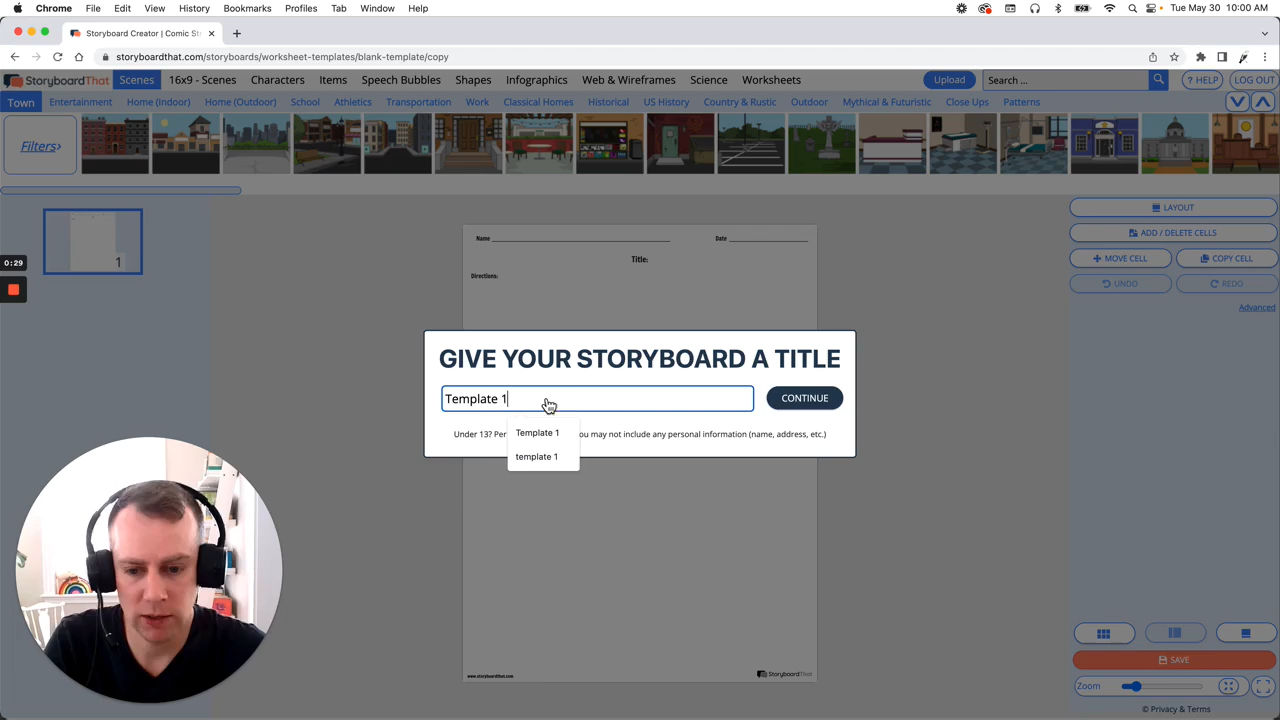 Chrome File Edit View History Bookmarks Profiles Tab Window Help Tue May 30 10:00 AM
Storyboard Creator | Comic St
storyboardthat.com/storyboards/worksheet-templates/blank-template/copy
StoryboardThat Scenes 16x9 - Scenes Characters Items Speech Bubbles Shapes Infographics Web & Wireframes Science Worksheets Upload Search ... ? HELP LOG OUT
Town Entertainment Home (Indoor) Home (Outdoor) School Athletics Transportation Work Classical Homes Historical US History Country & Rustic Outdoor Mythical & Futuristic Close Ups Patterns
Filters›
LAYOUT
ADD / DELETE CELLS
MOVE CELL COPY CELL
UNDO REDO
Advanced
1
0:29
Name Date
Title:
Directions:
GIVE YOUR STORYBOARD A TITLE
Template 1 CONTINUE
Under 13? Per you may not include any personal information (name, address, etc.)
Template 1
template 1
www.storyboardthat.com StoryboardThat
SAVE
Zoom
© Privacy & Terms